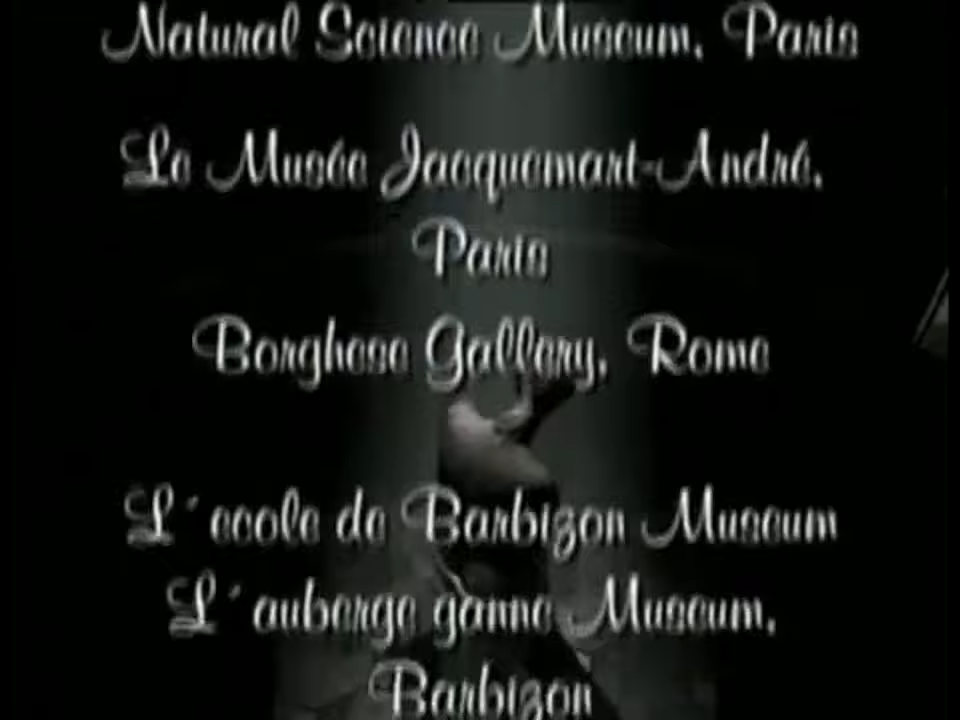 Natural Science Museum, Paris
Le Musée Jacquemart-André,
Paris
Borghese Gallery, Rome
L´ecole de Barbizon Museum
L´auberge ganne Museum,
Barbizon